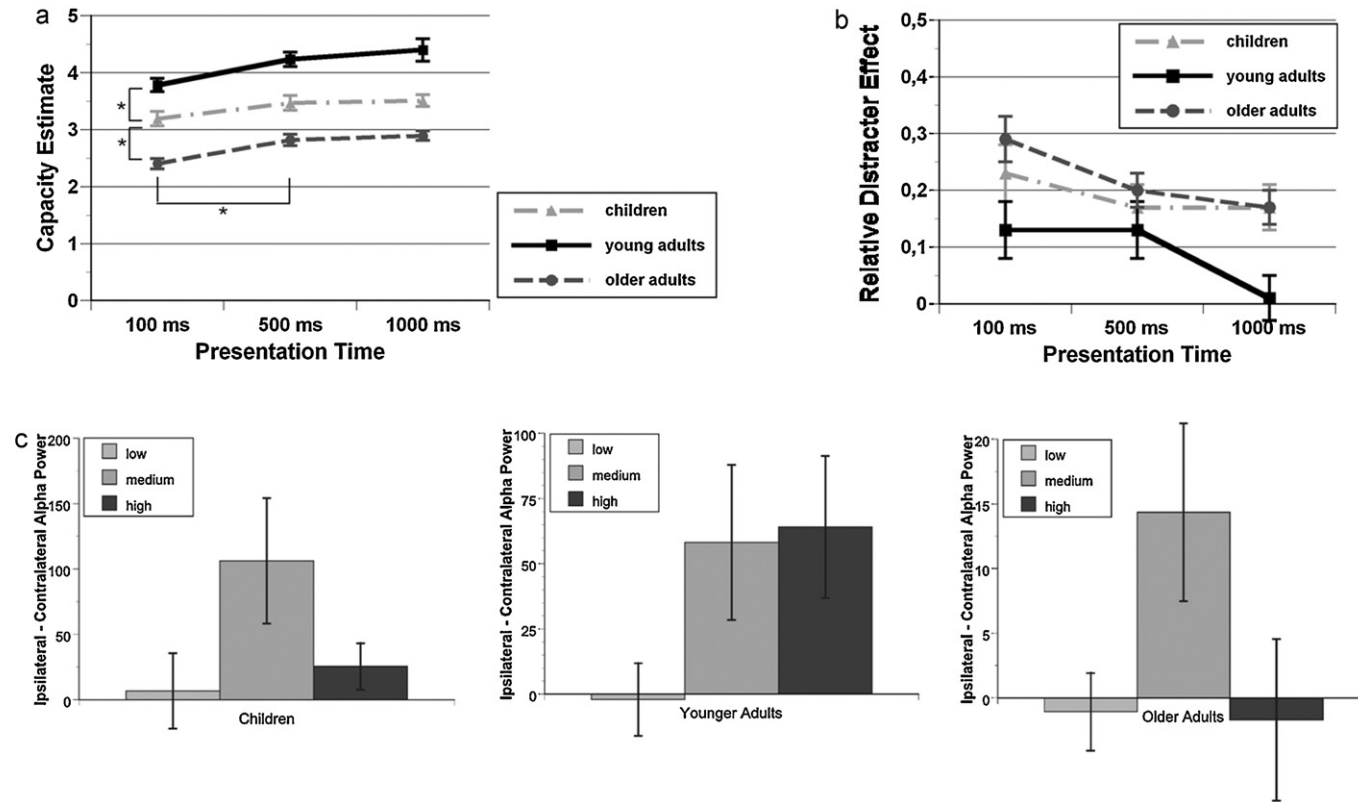 a
5
4
3
2
1
0
Capacity Estimate
*
*
*
100 ms 500 ms 1000 ms
Presentation Time
children
young adults
older adults
b
0,5
0,4
0,3
0,2
0,1
0
Relative Distracter Effect
children
young adults
older adults
100 ms 500 ms 1000 ms
Presentation Time
c
200
150
100
50
0
Ipsilateral - Contralateral Alpha Power
low
medium
high
Children
100
75
50
25
0
Ipsilateral - Contralateral Alpha Power
low
medium
high
Younger Adults
20
15
10
5
0
Ipsilateral - Contralateral Alpha Power
low
medium
high
Older Adults